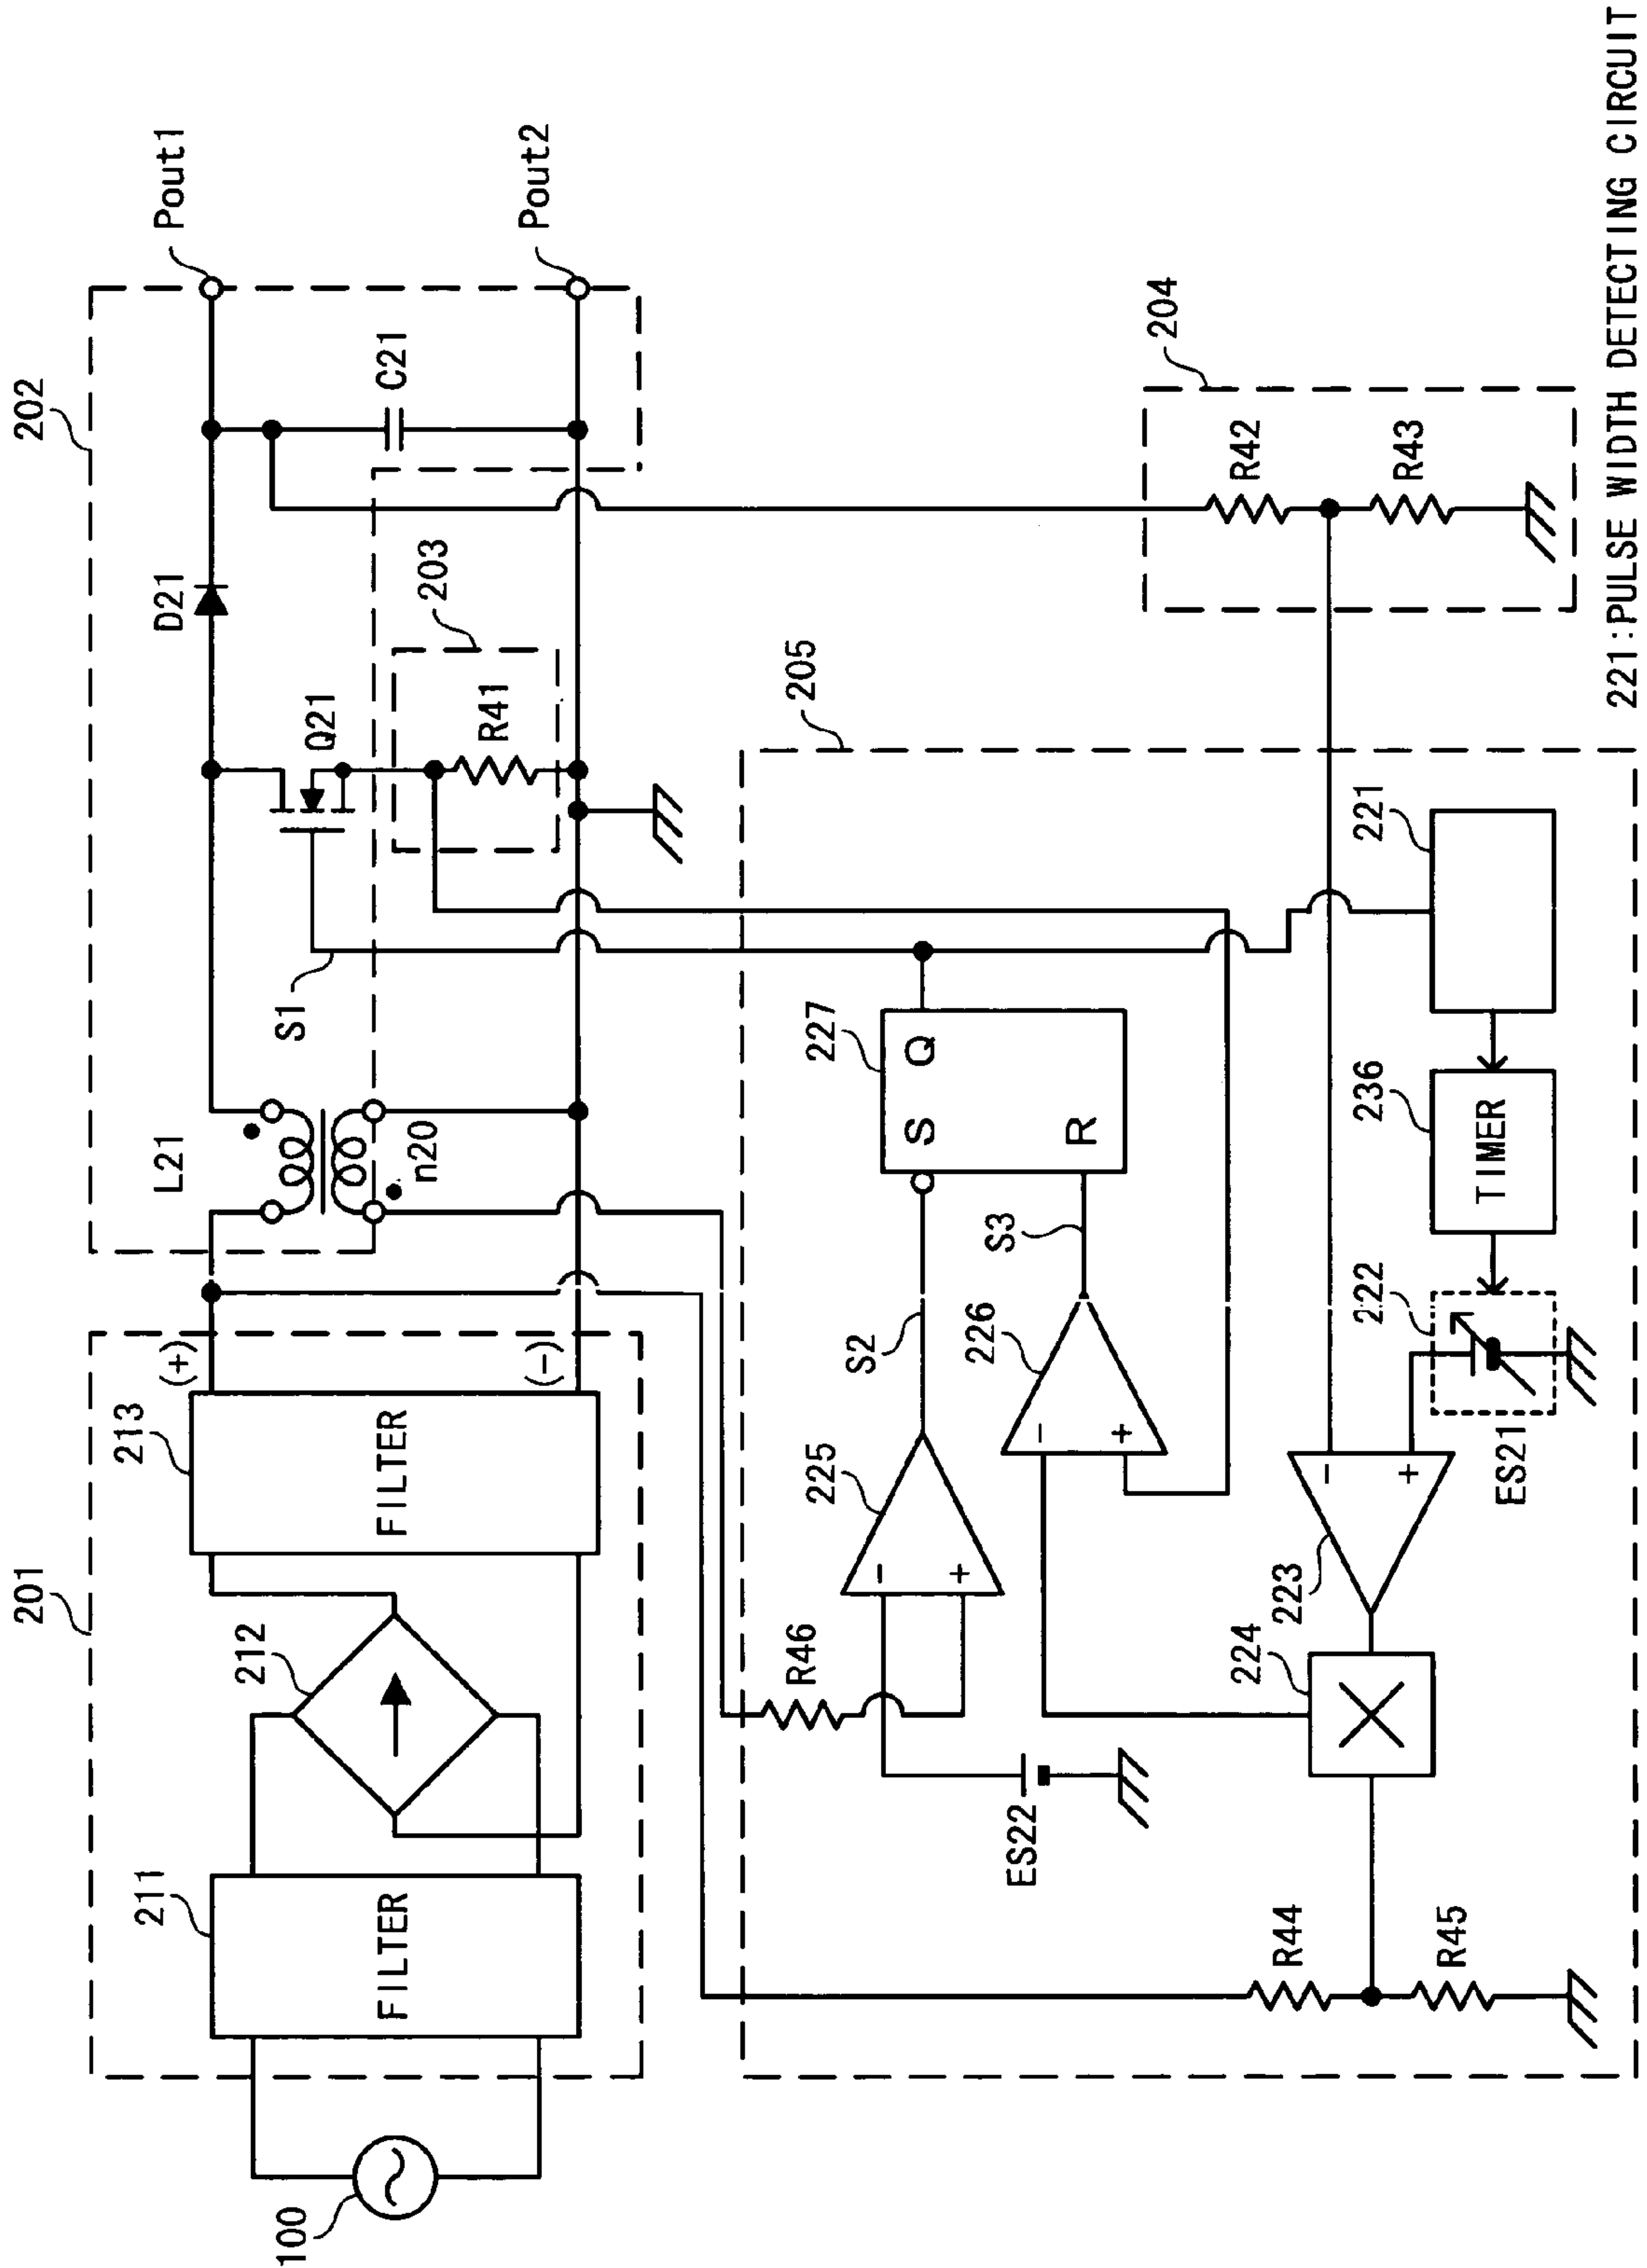 201
202
211
FILTER
212
213
FILTER
(+)
(-)
100
L21
n20
S1
Q21
D21
203
R41
C21
Pout1
Pout2
204
R42
R43
205
R46
225
-
+
ES22
S2
226
-
+
S3
227
S
Q
R
R44
R45
224
223
-
+
ES21
222
236
TIMER
221
221:PULSE WIDTH DETECTING CIRCUIT